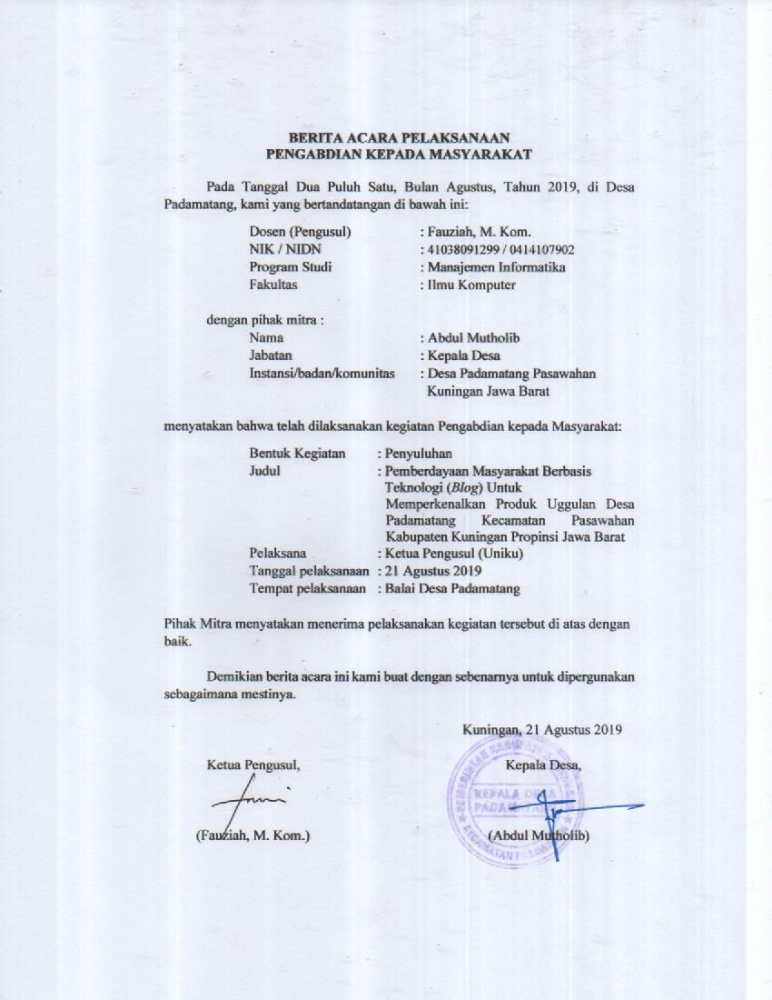 BERITA ACARA PELAKSANAAN
PENGABDIAN KEPADA MASYARAKAT
Pada Tanggal Dua Puluh Satu, Bulan Agustus, Tahun 2019, di Desa
Padamatang, kami yang bertandatangan di bawah ini:
Dosen (Pengusul) : Fauziah, M. Kom.
NIK / NIDN : 41038091299 / 0414107902
Program Studi : Manajemen Informatika
Fakultas : Ilmu Komputer
dengan pihak mitra :
Nama : Abdul Mutholib
Jabatan : Kepala Desa
Instansi/badan/komunitas : Desa Padamatang Pasawahan
Kuningan Jawa Barat
menyatakan bahwa telah dilaksanakan kegiatan Pengabdian kepada Masyarakat:
Bentuk Kegiatan : Penyuluhan
Judul : Pemberdayaan Masyarakat Berbasis
Teknologi (Blog) Untuk
Memperkenalkan Produk Uggulan Desa
Padamatang Kecamatan Pasawahan
Kabupaten Kuningan Propinsi Jawa Barat
Pelaksana : Ketua Pengusul (Uniku)
Tanggal pelaksanaan : 21 Agustus 2019
Tempat pelaksanaan : Balai Desa Padamatang
Pihak Mitra menyatakan menerima pelaksanakan kegiatan tersebut di atas dengan
baik.
Demikian berita acara ini kami buat dengan sebenarnya untuk dipergunakan
sebagaimana mestinya.
Kuningan, 21 Agustus 2019
Ketua Pengusul, Kepala Desa,
KEPALA DESA
(Fauziah, M. Kom.) (Abdul Mutholib)